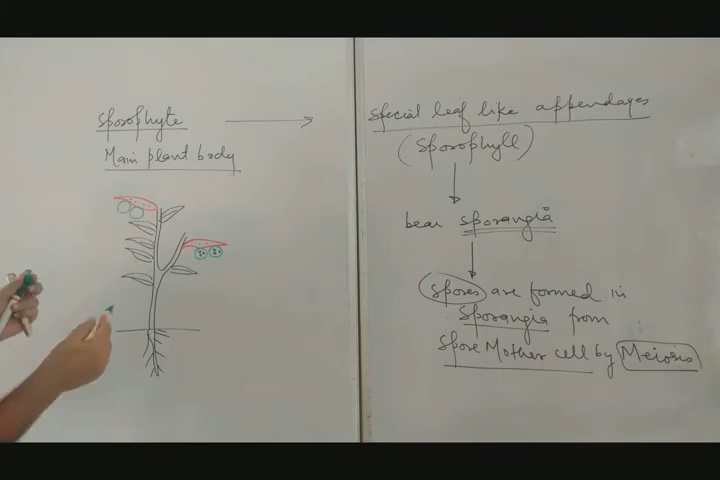 Sporophyte
Main plant body
Special leaf like appendages
(Sporophyll)
bear sporangia
Spores are formed in
Sporangia from
Spore Mother cell by Meiosis